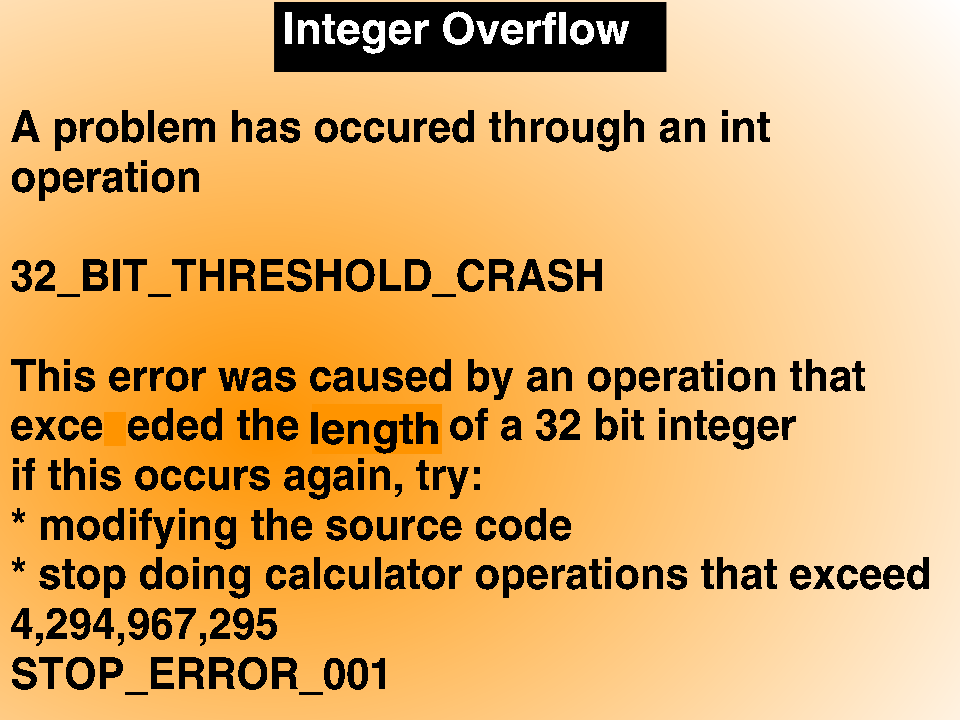 Integer Overflow
A problem has occured through an int
operation
32_BIT_THRESHOLD_CRASH
This error was caused by an operation that
exce eded the length of a 32 bit integer
if this occurs again, try:
* modifying the source code
* stop doing calculator operations that exceed
4,294,967,295
STOP_ERROR_001